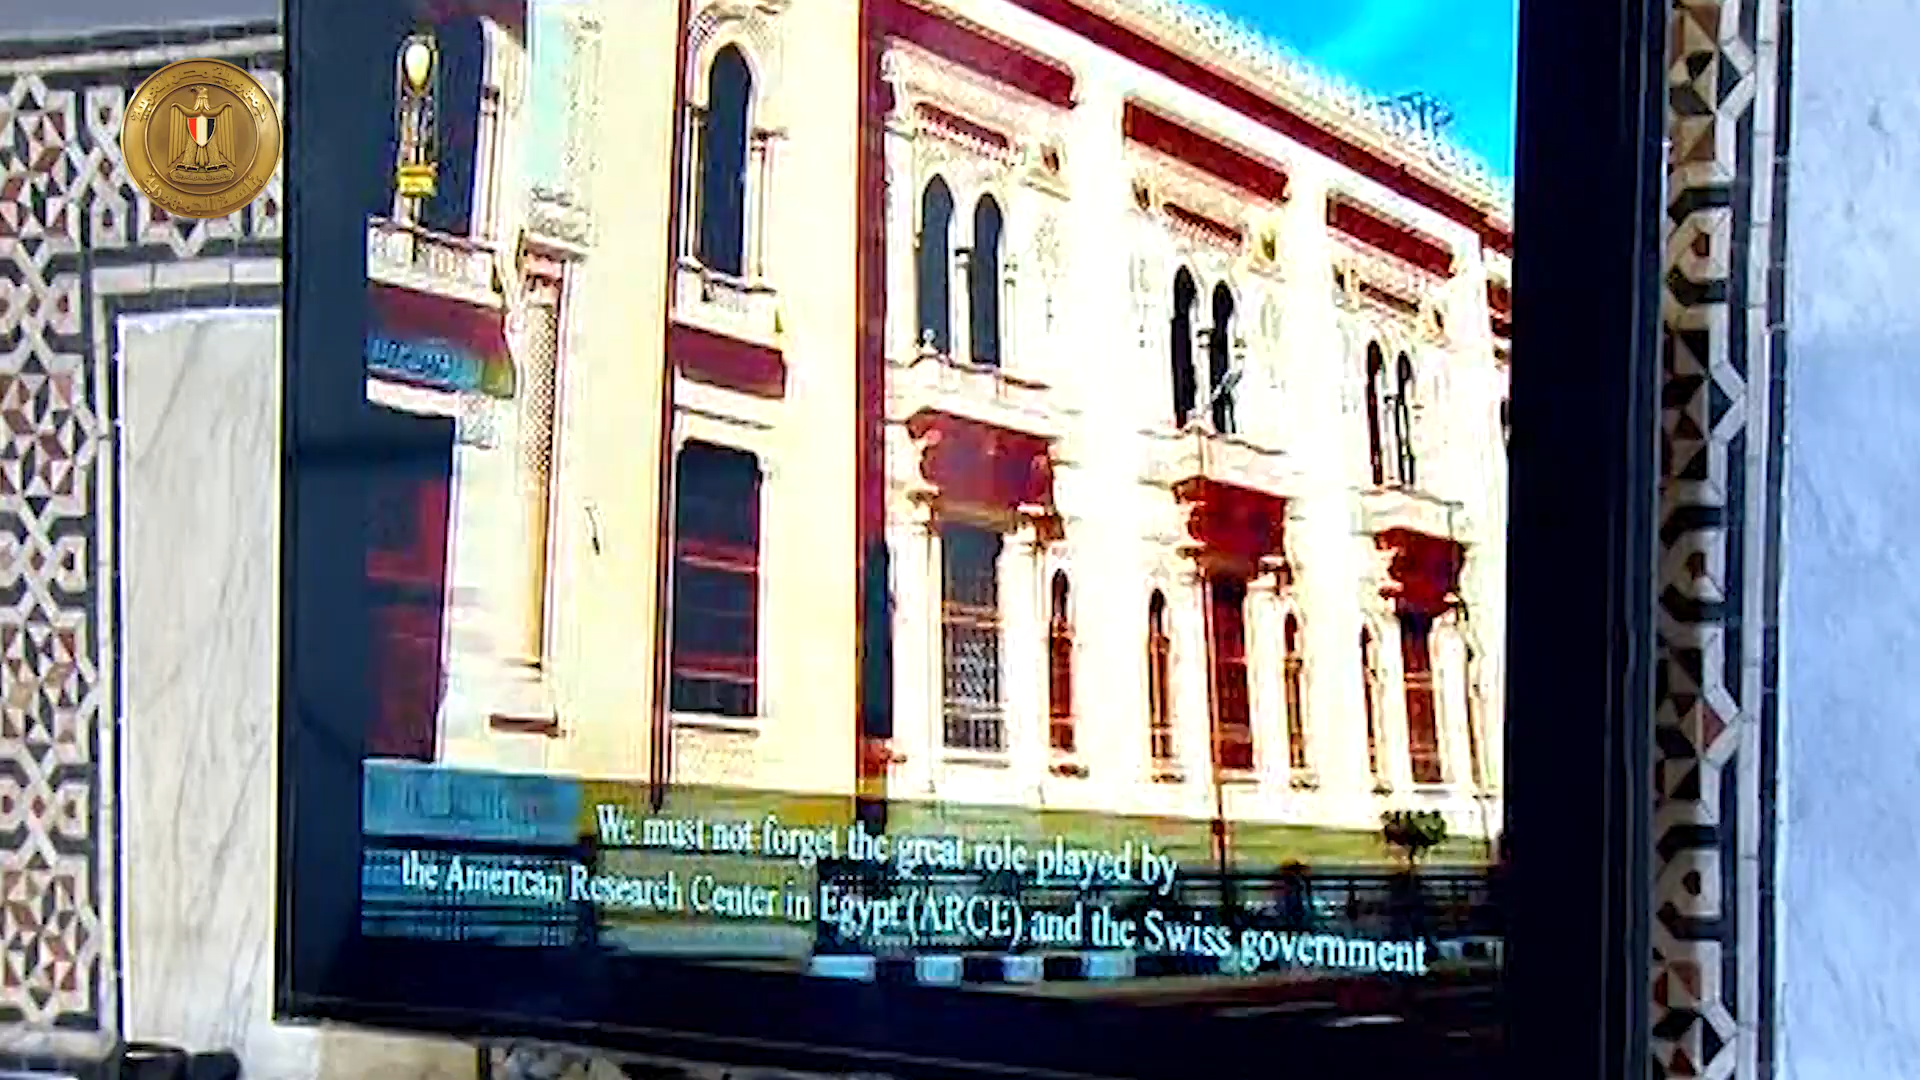 We must not forget the great role played by
the American Research Center in Egypt (ARCE) and the Swiss government